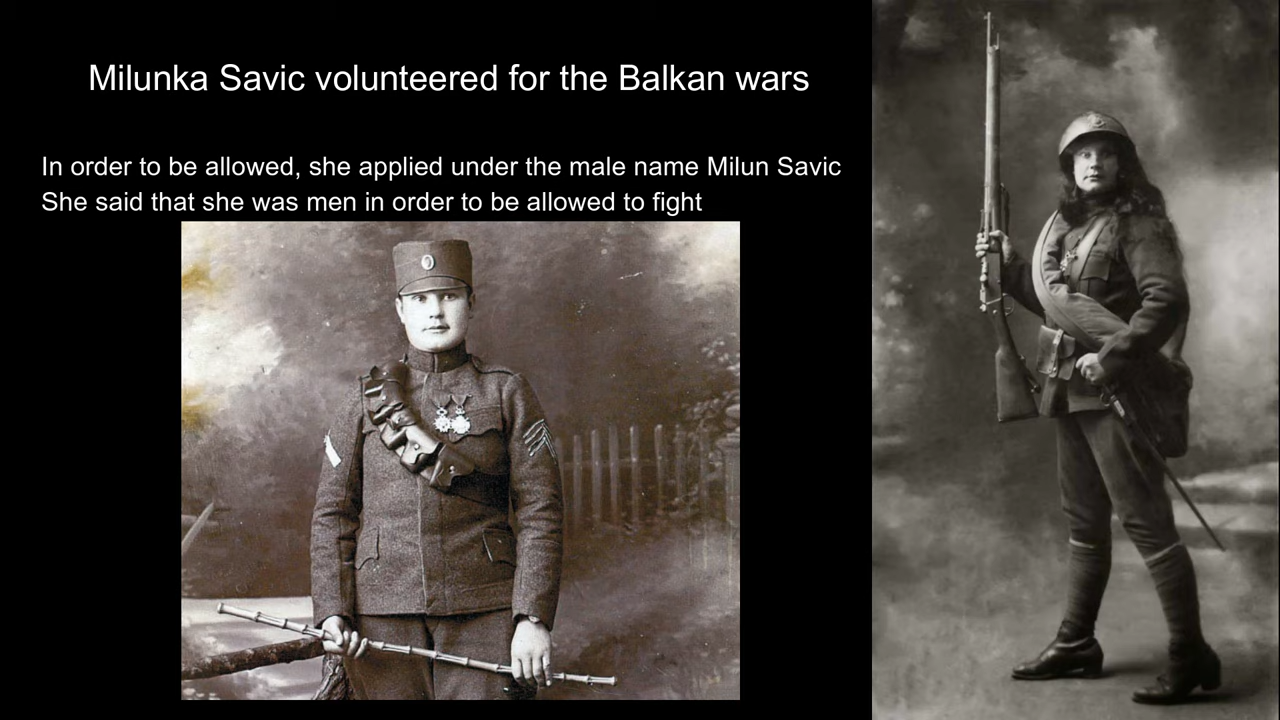 Milunka Savic volunteered for the Balkan wars
In order to be allowed, she applied under the male name Milun Savic
She said that she was men in order to be allowed to fight